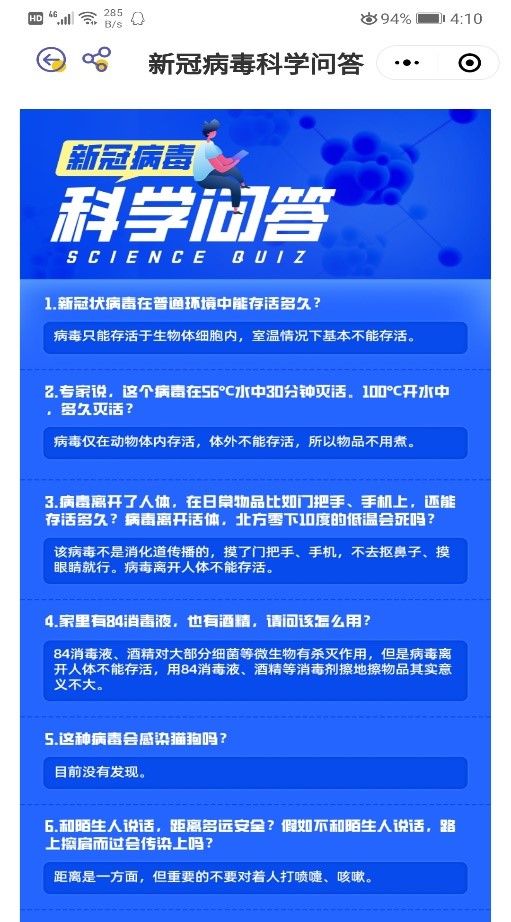 HD 4G 285 B/s 94% 4:10
新冠病毒科学问答
新冠病毒
科学问答
SCIENCE QUIZ
1.新冠状病毒在普通环境中能存活多久？
病毒只能存活于生物体细胞内，室温情况下基本不能存活。
2.专家说，这个病毒在56℃水中30分钟灭活。100℃开水中
，多久灭活？
病毒仅在动物体内存活，体外不能存活，所以物品不用煮。
3.病毒离开了人体，在日常物品比如门把手、手机上，还能
存活多久？病毒离开活体，北方零下10度的低温会死吗？
该病毒不是消化道传播的，摸了门把手、手机，不去抠鼻子、摸
眼睛就行。病毒离开人体不能存活。
4.家里有84消毒液，也有酒精，请问该怎么用？
84消毒液、酒精对大部分细菌等微生物有杀灭作用，但是病毒离
开人体不能存活，用84消毒液、酒精等消毒剂擦地擦物品其实意
义不大。
5.这种病毒会感染猫狗吗？
目前没有发现。
6.和陌生人说话，距离多远安全？假如不和陌生人说话，路
上擦肩而过会传染上吗？
距离是一方面，但重要的不要对着人打喷嚏、咳嗽。